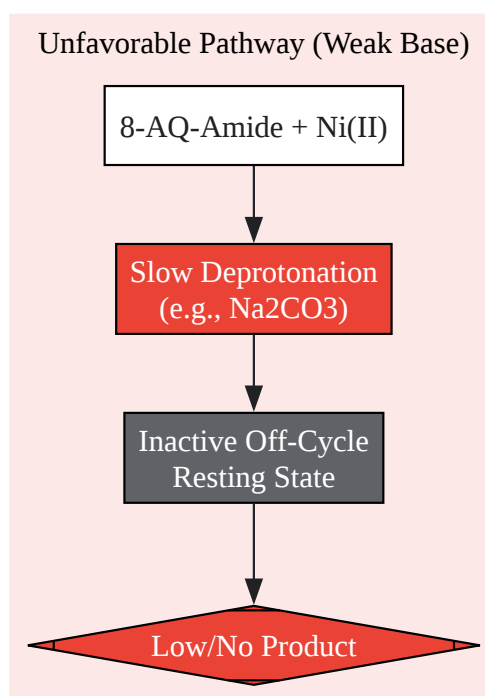 Unfavorable Pathway (Weak Base)
8-AQ-Amide + Ni(II)
Slow Deprotonation
(e.g., Na2CO3)
Inactive Off-Cycle
Resting State
Low/No Product